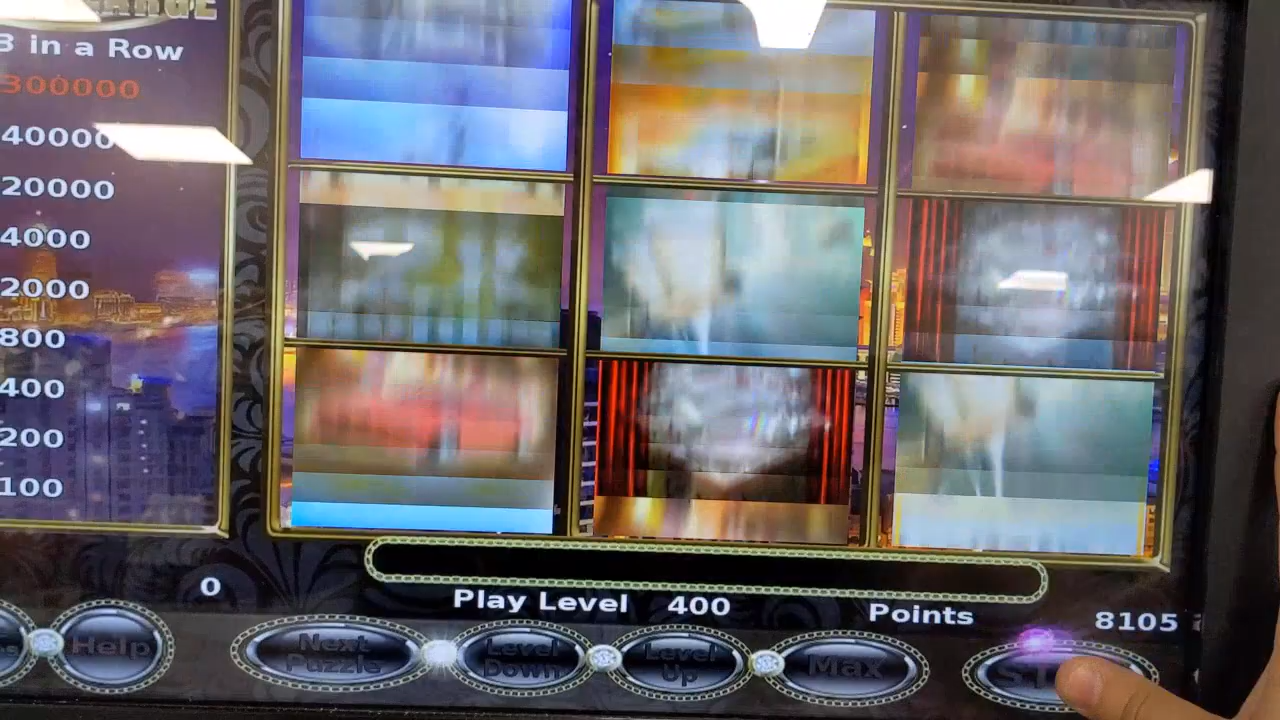 3 in a Row
300000
40000
20000
4000
2000
800
400
200
100
0
Play Level 400
Points 8105
Help
Next Puzzle
Level Down
Level Up
Max